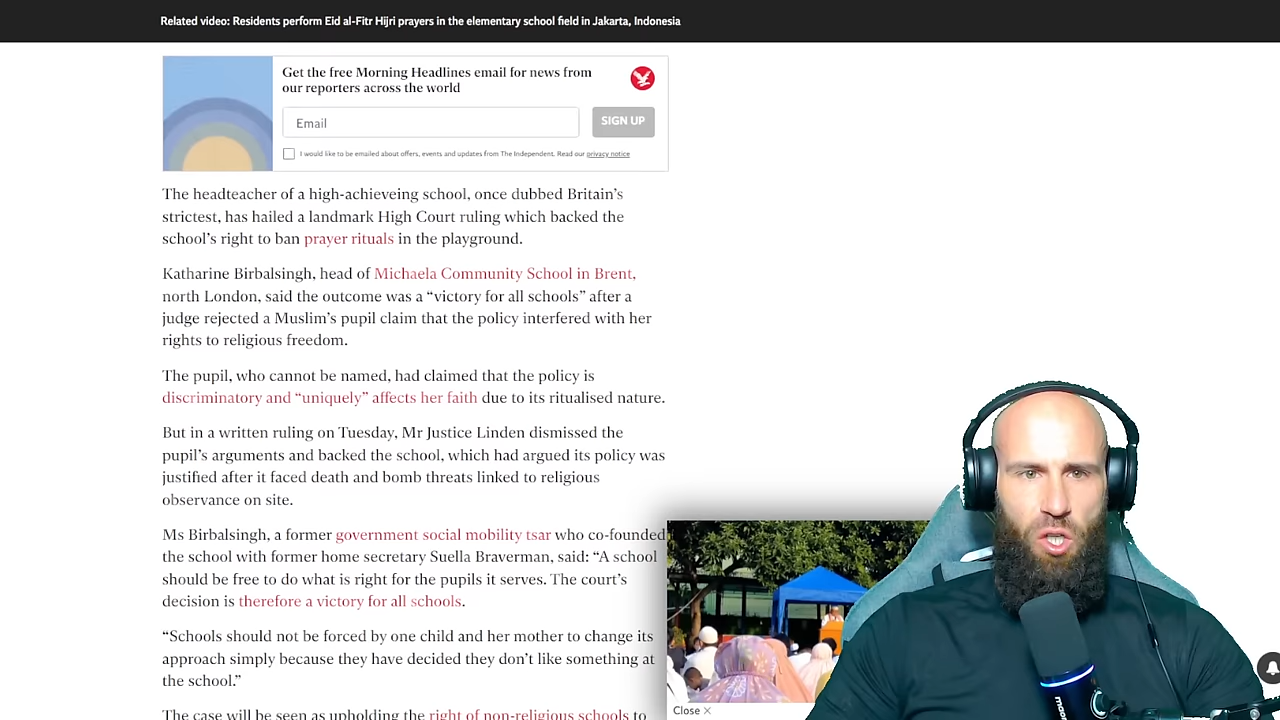 Related video: Residents perform Eid al-Fitr Hijri prayers in the elementary school field in Jakarta, Indonesia
Get the free Morning Headlines email for news from
our reporters across the world
Email
SIGN UP
I would like to be emailed about offers, events and updates from The Independent. Read our privacy notice
The headteacher of a high-achieveing school, once dubbed Britain’s
strictest, has hailed a landmark High Court ruling which backed the
school’s right to ban prayer rituals in the playground.
Katharine Birbalsingh, head of Michaela Community School in Brent,
north London, said the outcome was a “victory for all schools” after a
judge rejected a Muslim’s pupil claim that the policy interfered with her
rights to religious freedom.
The pupil, who cannot be named, had claimed that the policy is
discriminatory and “uniquely” affects her faith due to its ritualised nature.
But in a written ruling on Tuesday, Mr Justice Linden dismissed the
pupil’s arguments and backed the school, which had argued its policy was
justified after it faced death and bomb threats linked to religious
observance on site.
Ms Birbalsingh, a former government social mobility tsar who co-founded
the school with former home secretary Suella Braverman, said: “A school
should be free to do what is right for the pupils it serves. The court’s
decision is therefore a victory for all schools.
“Schools should not be forced by one child and her mother to change its
approach simply because they have decided they don’t like something at
the school.”
The case will be seen as upholding the right of non-religious schools to
Close ×